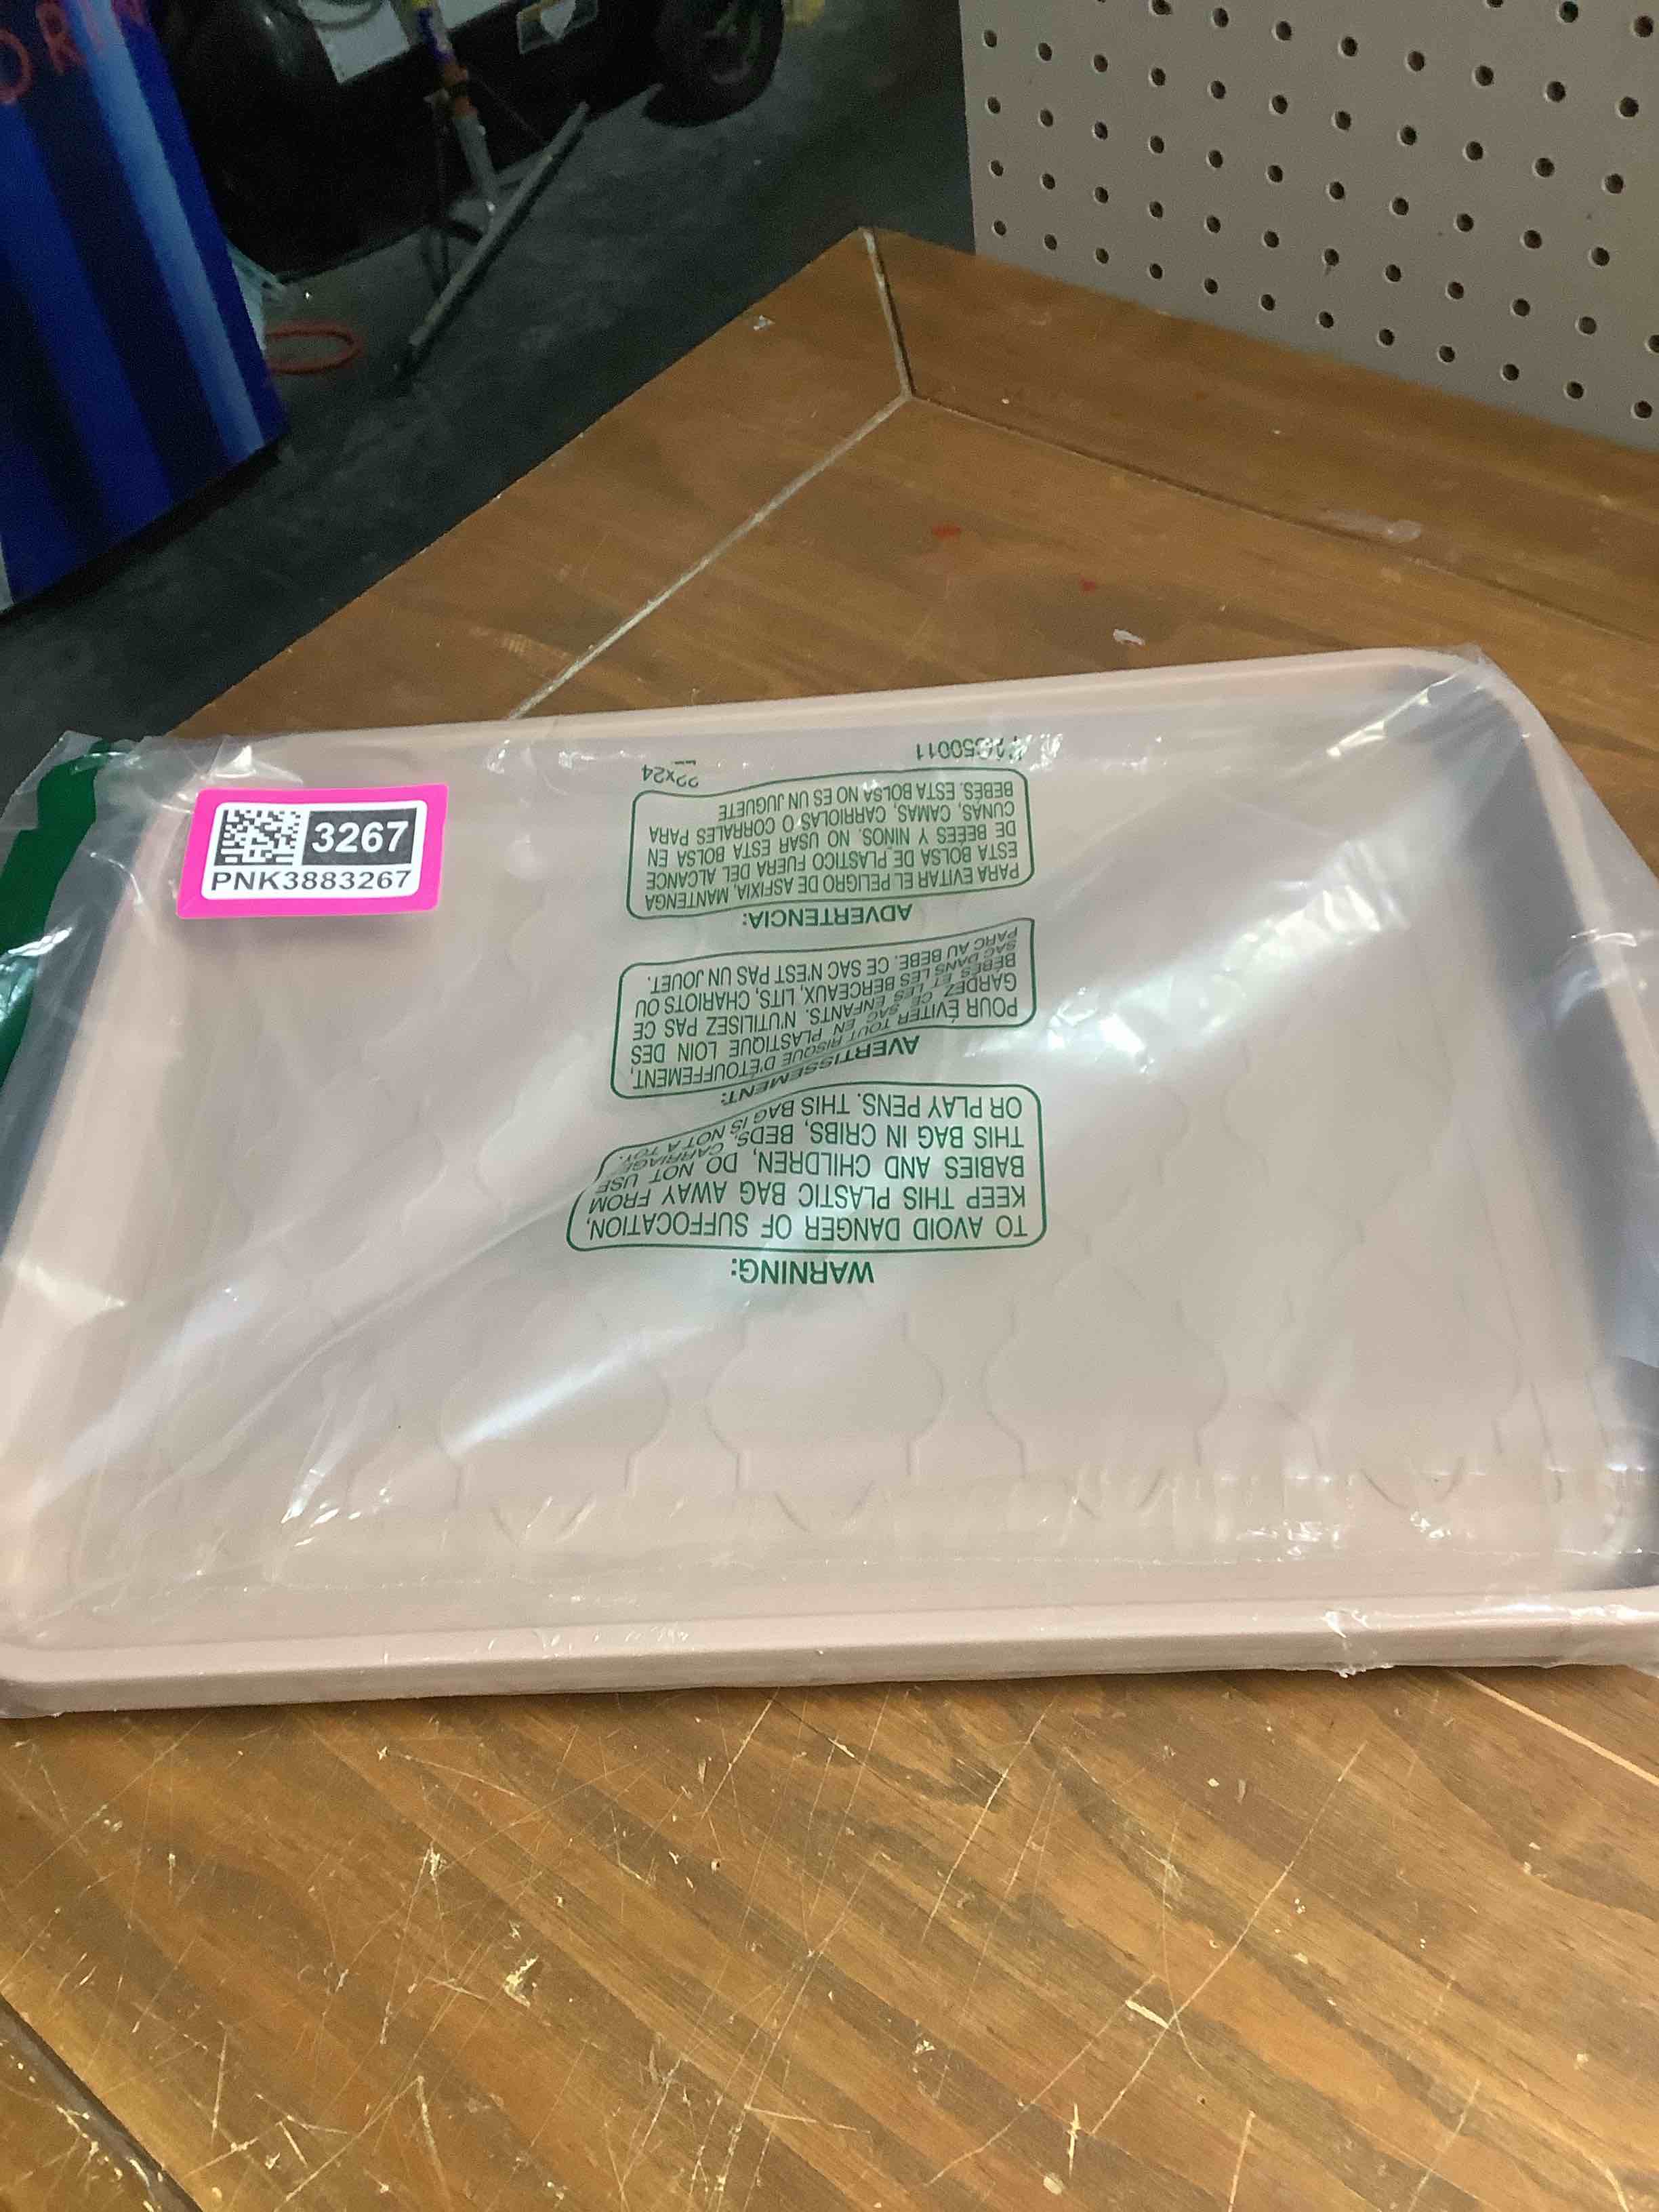 3267
PNK3883267
WARNING:
TO AVOID DANGER OF SUFFOCATION,
KEEP THIS PLASTIC BAG AWAY FROM
BABIES AND CHILDREN, DO NOT USE
THIS BAG IN CRIBS, BEDS, CARRIAGE,
OR PLAY PENS. THIS BAG IS NOT A TOY.
AVERTISSEMENT:
POUR ÉVITER TOUT RISQUE D'ÉTOUFFEMENT,
GARDEZ CE SAC EN PLASTIQUE LOIN DES
BÉBÉS ET LES ENFANTS. N'UTILISEZ PAS CE
SAC DANS LES BERCEAUX, LITS, CHARIOTS OU
PARC AU BEBE. CE SAC N'EST PAS UN JOUET.
ADVERTENCIA:
PARA EVITAR EL PELIGRO DE ASFIXIA, MANTENGA
ESTA BOLSA DE PLASTICO FUERA DEL ALCANCE
DE BEBES Y NINOS. NO USAR ESTA BOLSA EN
CUNAS, CAMAS, CARRIOLAS O CORRALES PARA
BEBES. ESTA BOLSA NO ES UN JUGUETE
22x24